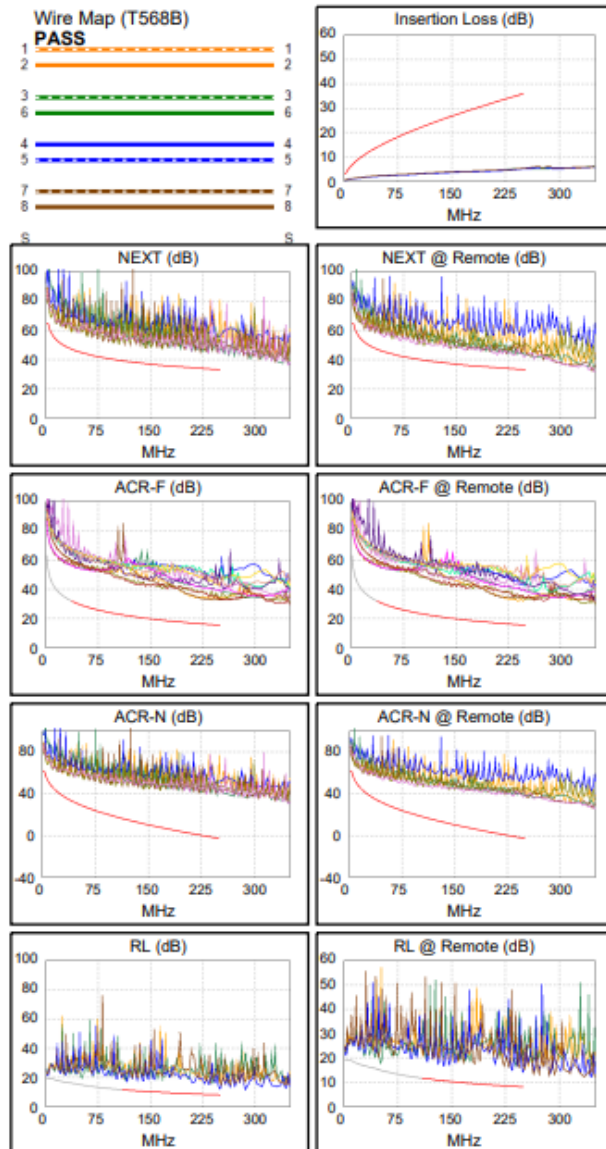 Wire Map (T568B)
PASS
1 1
2 2
3 3
6 6
4 4
5 5
7 7
8 8
S S
Insertion Loss (dB)
60
50
40
30
20
10
0
0 75 150 225 300
MHz
NEXT (dB)
100
80
60
40
20
0
0 75 150 225 300
MHz
NEXT @ Remote (dB)
100
80
60
40
20
0
0 75 150 225 300
MHz
ACR-F (dB)
100
80
60
40
20
0
0 75 150 225 300
MHz
ACR-F @ Remote (dB)
100
80
60
40
20
0
0 75 150 225 300
MHz
ACR-N (dB)
80
40
0
-40
0 75 150 225 300
MHz
ACR-N @ Remote (dB)
80
40
0
-40
0 75 150 225 300
MHz
RL (dB)
100
80
60
40
20
0
0 75 150 225 300
MHz
RL @ Remote (dB)
60
50
40
30
20
10
0
0 75 150 225 300
MHz